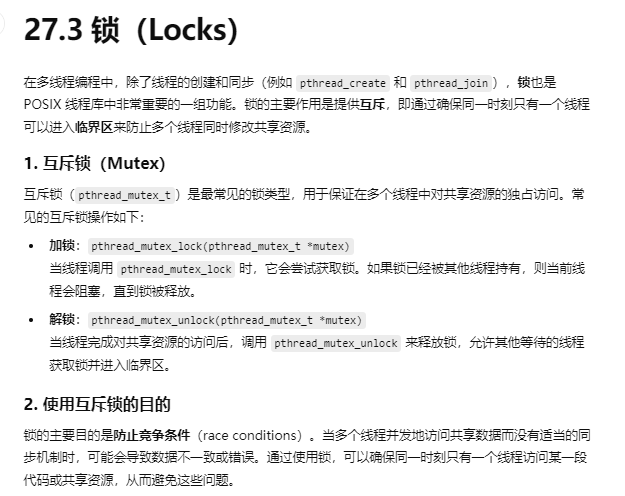 27.3 锁（Locks）
在多线程编程中，除了线程的创建和同步（例如 pthread_create 和 pthread_join），锁也是
POSIX 线程库中非常重要的一组功能。锁的主要作用是提供互斥，即通过确保同一时刻只有一个线程
可以进入临界区来防止多个线程同时修改共享资源。
1. 互斥锁（Mutex）
互斥锁（pthread_mutex_t）是最常见的锁类型，用于保证在多个线程中对共享资源的独占访问。常
见的互斥锁操作如下：
• 加锁：pthread_mutex_lock(pthread_mutex_t *mutex)
当线程调用 pthread_mutex_lock 时，它会尝试获取锁。如果锁已经被其他线程持有，则当前线
程会阻塞，直到锁被释放。
• 解锁：pthread_mutex_unlock(pthread_mutex_t *mutex)
当线程完成对共享资源的访问后，调用 pthread_mutex_unlock 来释放锁，允许其他等待的线程
获取锁并进入临界区。
2. 使用互斥锁的目的
锁的主要目的是防止竞争条件（race conditions）。当多个线程并发地访问共享数据而没有适当的同
步机制时，可能会导致数据不一致或错误。通过使用锁，可以确保同一时刻只有一个线程访问某一段
代码或共享资源，从而避免这些问题。